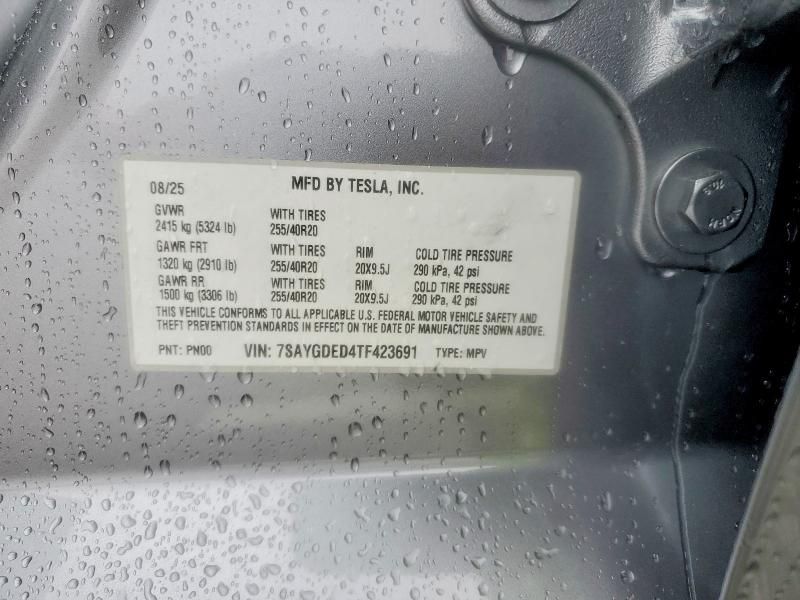 08/25 MFD BY TESLA, INC.
GVWR WITH TIRES
2415 kg (5324 lb) 255/40R20
GAWR FRT WITH TIRES RIM COLD TIRE PRESSURE
1320 kg (2910 lb) 255/40R20 20X9.5J 290 kPa, 42 psi
GAWR RR WITH TIRES RIM COLD TIRE PRESSURE
1500 kg (3306 lb) 255/40R20 20X9.5J 290 kPa, 42 psi
THIS VEHICLE CONFORMS TO ALL APPLICABLE U.S. FEDERAL MOTOR VEHICLE SAFETY AND
THEFT PREVENTION STANDARDS IN EFFECT ON THE DATE OF MANUFACTURE SHOWN ABOVE.
PNT: PN00 VIN: 7SAYGDED4TF423691 TYPE: MPV